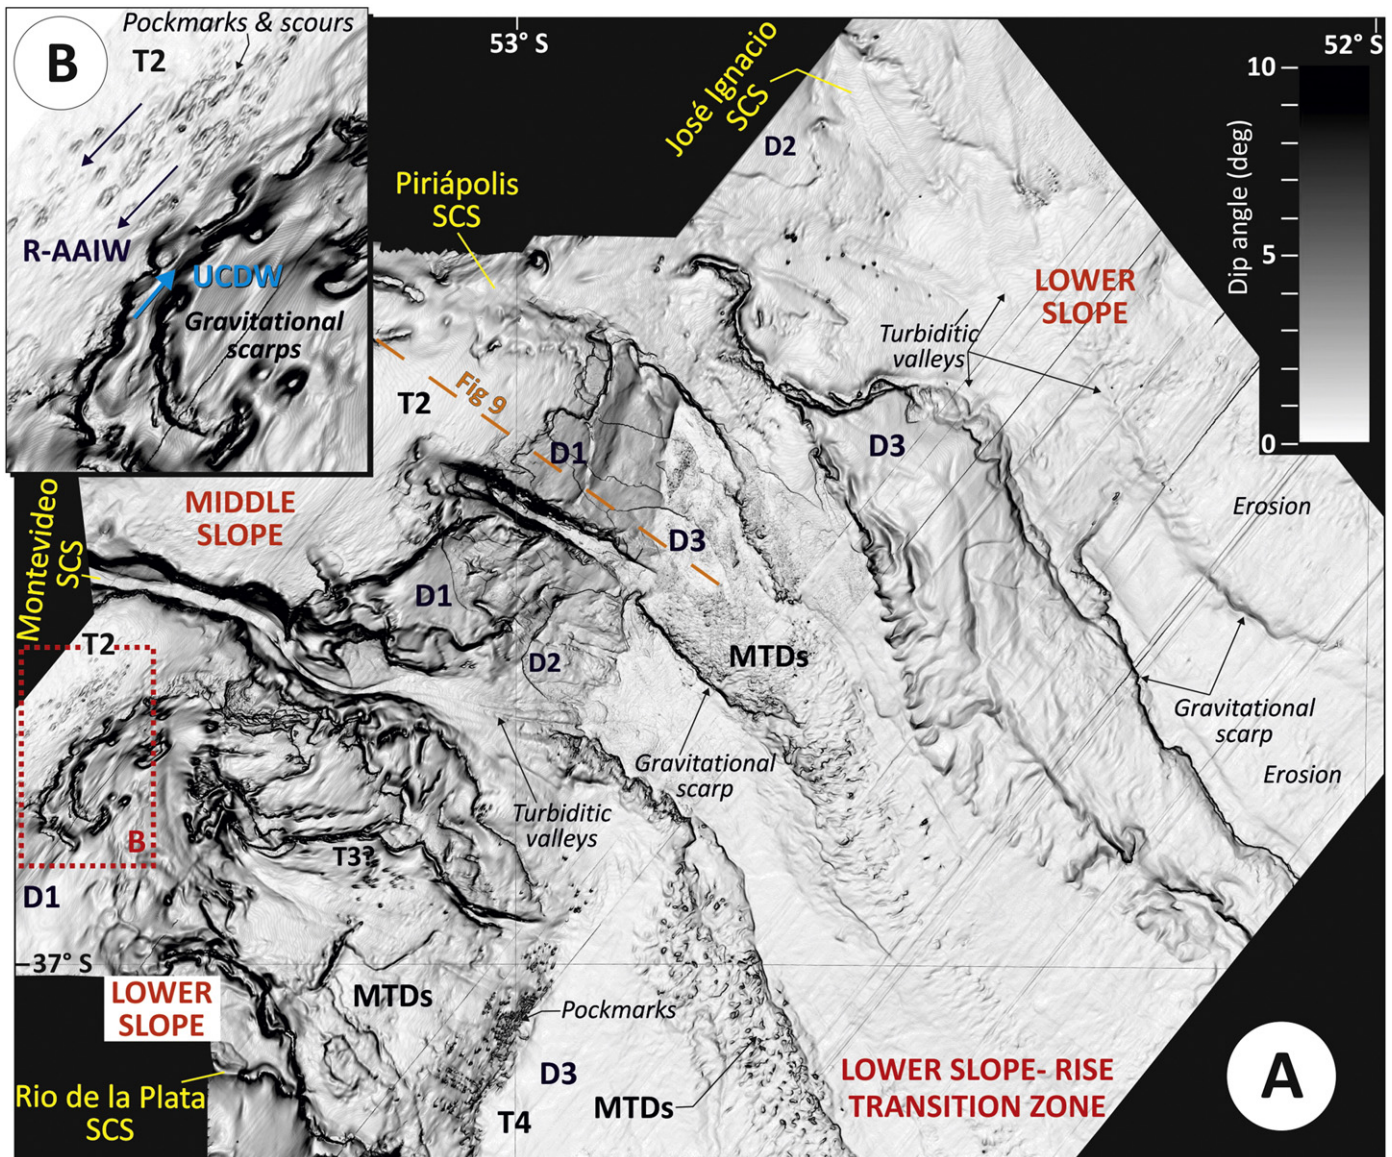 B
Pockmarks & scours
T2
R-AAIW
UCDW
Gravitational
scarps
53° S
52° S
José Ignacio
SCS
D2
10
5
0
Dip angle (deg)
Piriápolis
SCS
LOWER
SLOPE
Turbiditic
valleys
Fig 9
T2
D1
D3
Erosion
MIDDLE
SLOPE
Montevideo
SCS
D3
D1
T2
D2
MTDs
Gravitational
scarp
Gravitational
scarp
Erosion
Turbiditic
valleys
B
T3?
D1
37° S
LOWER
SLOPE
MTDs
Pockmarks
D3
MTDs
T4
LOWER SLOPE- RISE
TRANSITION ZONE
A
Rio de la Plata
SCS